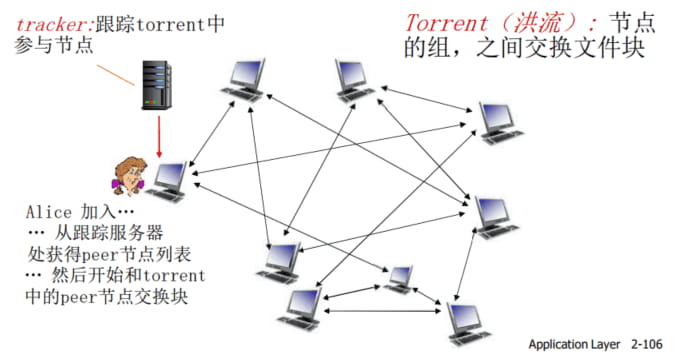 tracker:跟踪torrent中
参与节点
Torrent（洪流）: 节点
的组，之间交换文件块
Alice 加入…
… 从跟踪服务器
处获得peer节点列表
… 然后开始和torrent
中的peer节点交换块
Application Layer 2-106